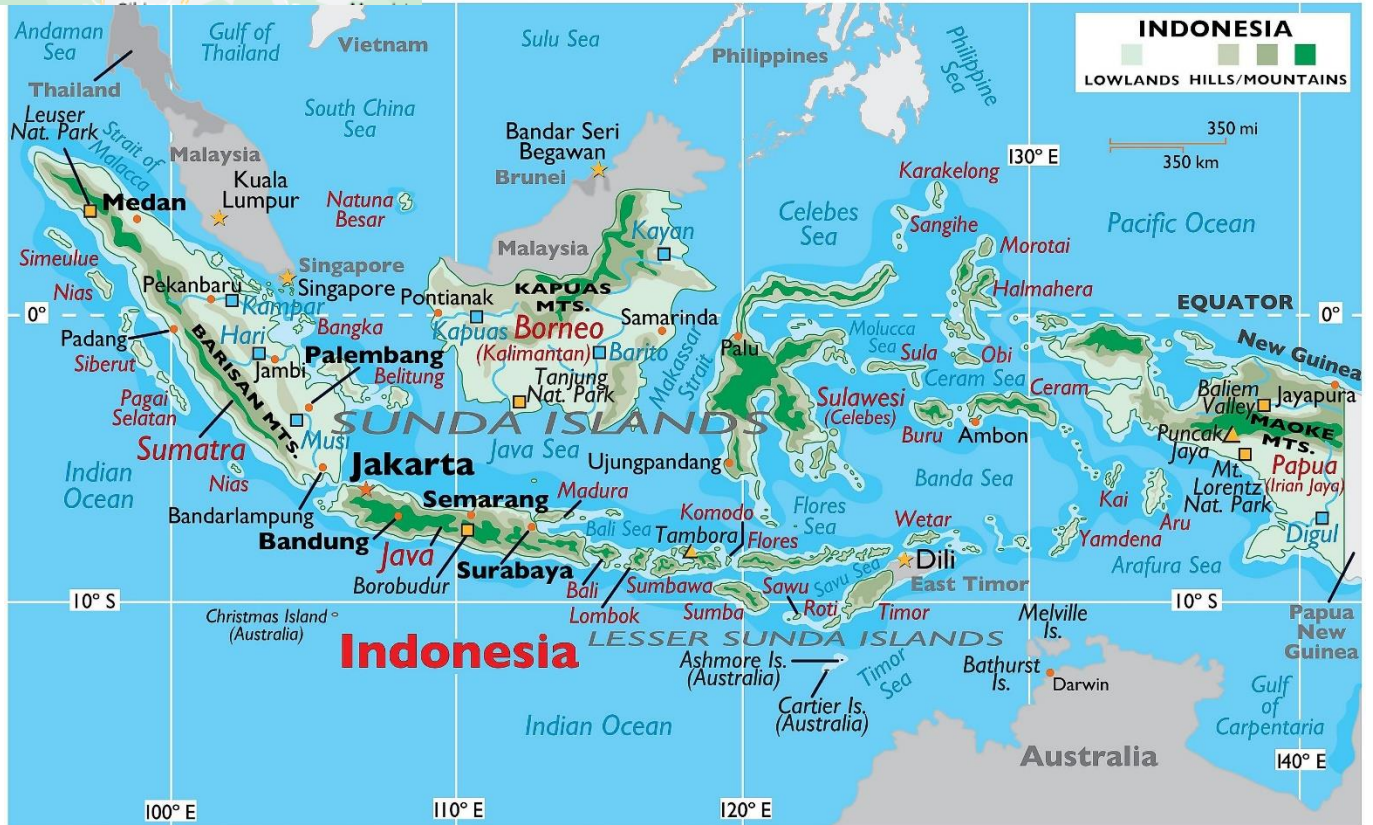 INDONESIA
LOWLANDS HILLS/MOUNTAINS
350 mi
350 km
Andaman
Sea
Gulf of
Thailand
Vietnam
Sulu Sea
Philippines
Philippine
Sea
Thailand
Leuser
Nat. Park
Strait of
Malacca
South China
Sea
Malaysia
Kuala
Lumpur
Bandar Seri
Begawan
Brunei
130° E
Karakelong
Medan
Natuna
Besar
Malaysia
Kayan
Celebes
Sea
Sangihe
Pacific Ocean
Morotai
Simeulue
Nias
Singapore
Singapore
Pekanbaru
Kampar
Pontianak
KAPUAS
MTS.
Halmahera
EQUATOR
0°
0°
Padang
Siberut
Hari
Bangka
Kapuas
Borneo
(Kalimantan)
Samarinda
Barito
Makassar
Strait
Palu
Molucca
Sea
Sula
Obi
New Guinea
BARISAN MTS.
Jambi
Palembang
Belitung
Tanjung
Nat. Park
Ceram Sea
Ceram
Baliem
Valley
Jayapura
Pagai
Selatan
Sumatra
Musi
SUNDA ISLANDS
Sulawesi
(Celebes)
Buru
Ambon
Puncak
Jaya
MAOKE
MTS.
Indian
Ocean
Nias
Jakarta
Java Sea
Ujungpandang
Banda Sea
Mt.
Lorentz
Nat. Park
Papua
(Irian Jaya)
Bandarlampung
Semarang
Madura
Komodo
Flores
Sea
Wetar
Kai
Aru
Yamdena
Digul
Bandung
Java
Surabaya
Bali Sea
Tambora
Flores
Dili
East Timor
Arafura Sea
Borobudur
Bali
Lombok
Sumbawa
Sumba
Sawu
Savu Sea
Roti
Timor
10° S
10° S
Christmas Island
(Australia)
Indonesia
LESSER SUNDA ISLANDS
Melville
Is.
Papua
New
Guinea
Ashmore Is.
(Australia)
Cartier Is.
(Australia)
Timor
Sea
Bathurst
Is.
Darwin
Gulf
of
Carpentaria
Indian Ocean
Australia
140° E
100° E
110° E
120° E